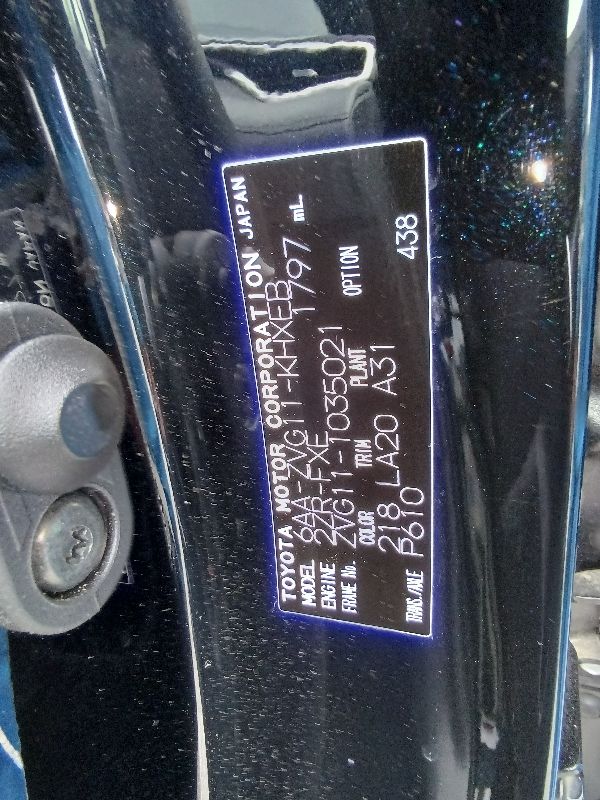 TOYOTA MOTOR CORPORATION JAPAN
MODEL 6AA-ZVG11-KHXEB
ENGINE 2ZR-FXE 1797 mL
FRAME No. ZVG11-1035021
COLOR TRIM PLANT OPTION
218 LA20 A31
TRANS./AXLE P610 438